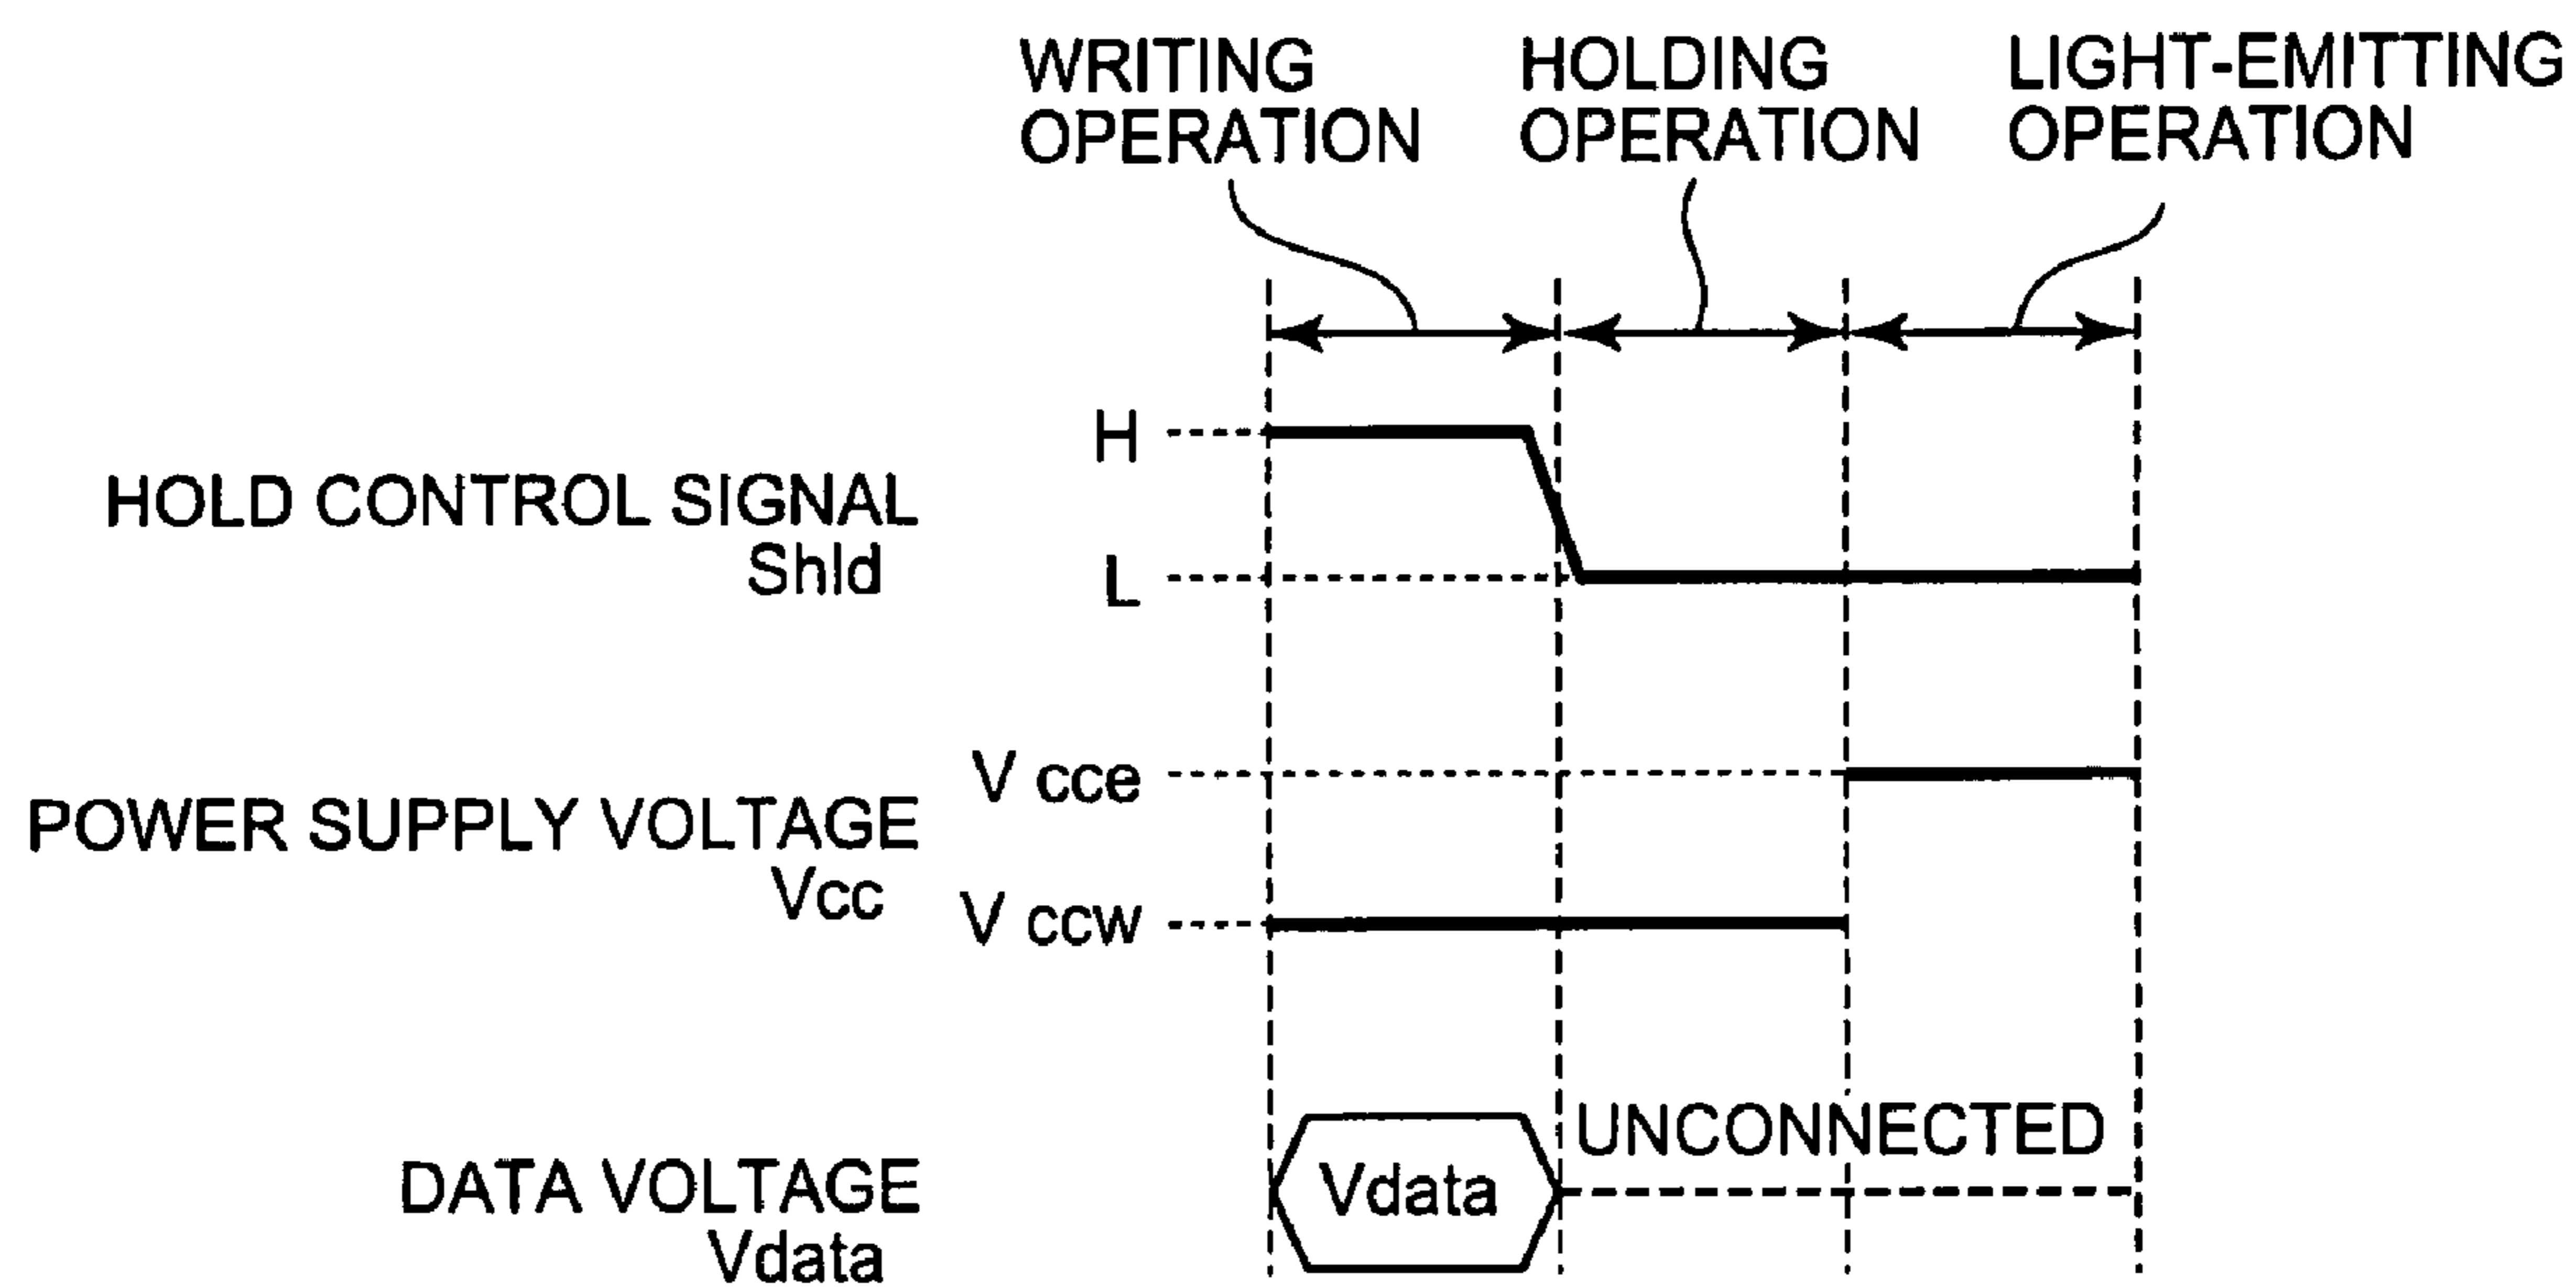 WRITING
OPERATION
HOLDING
OPERATION
LIGHT-EMITTING
OPERATION
H
HOLD CONTROL SIGNAL
Shld
L
V cce
POWER SUPPLY VOLTAGE
Vcc
V ccw
UNCONNECTED
DATA VOLTAGE
Vdata
Vdata